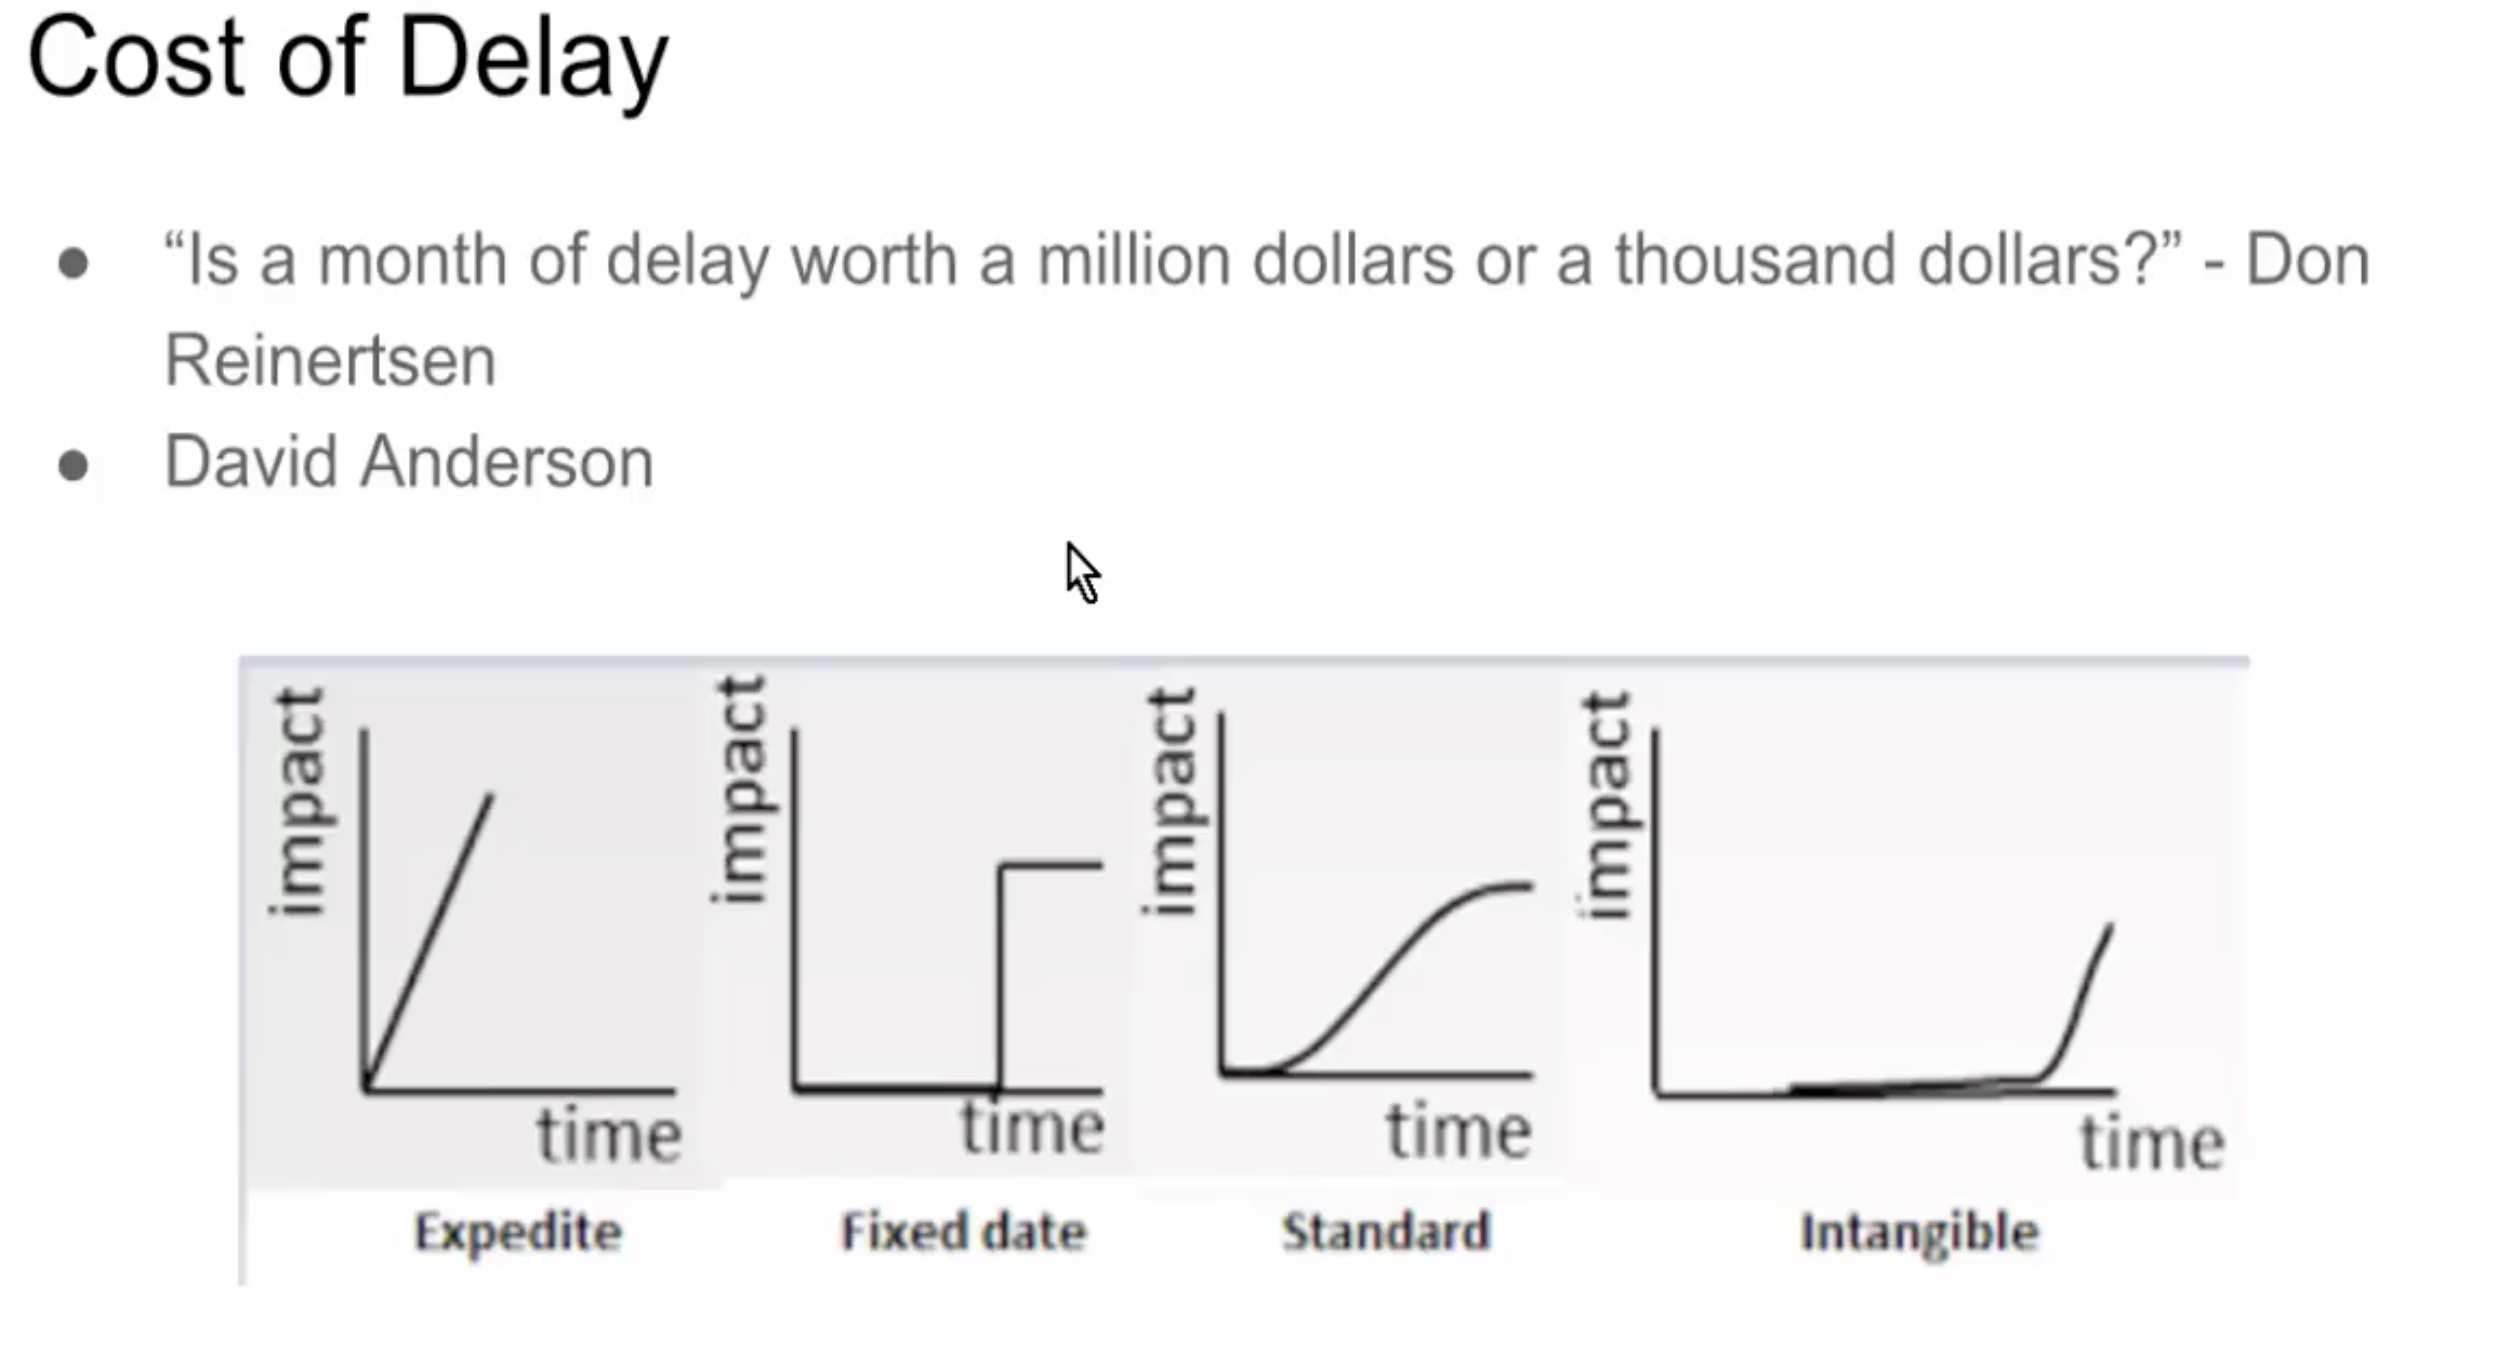 Cost of Delay
● “Is a month of delay worth a million dollars or a thousand dollars?” - Don
Reinertsen
● David Anderson
impact
time
Expedite
impact
time
Fixed date
impact
time
Standard
impact
time
Intangible